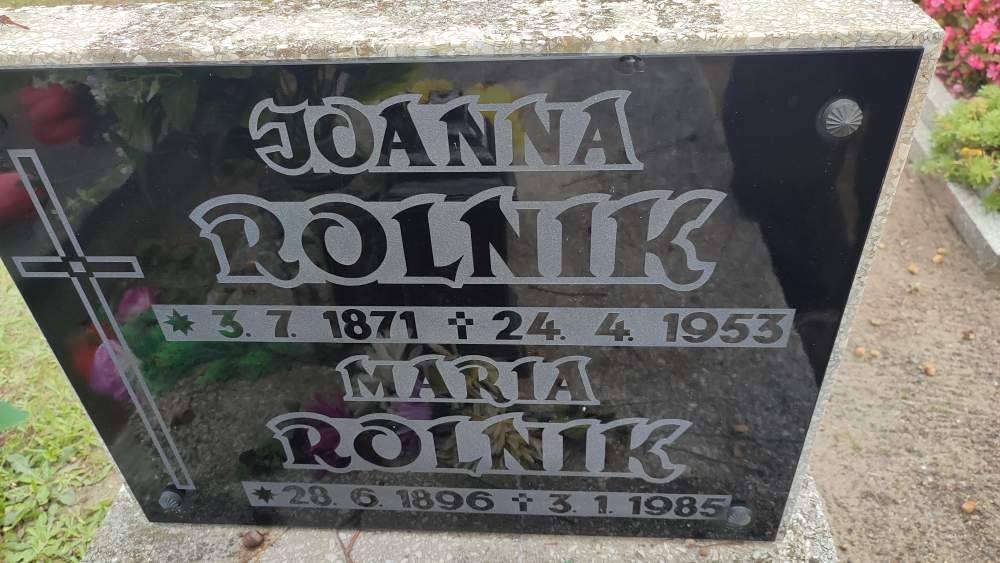 JOANNA
ROLNIK
* 3. 7. 1871 ✝ 24. 4. 1953
MARIA
ROLNIK
* 28. 6. 1896 ✝ 3. 1. 1985